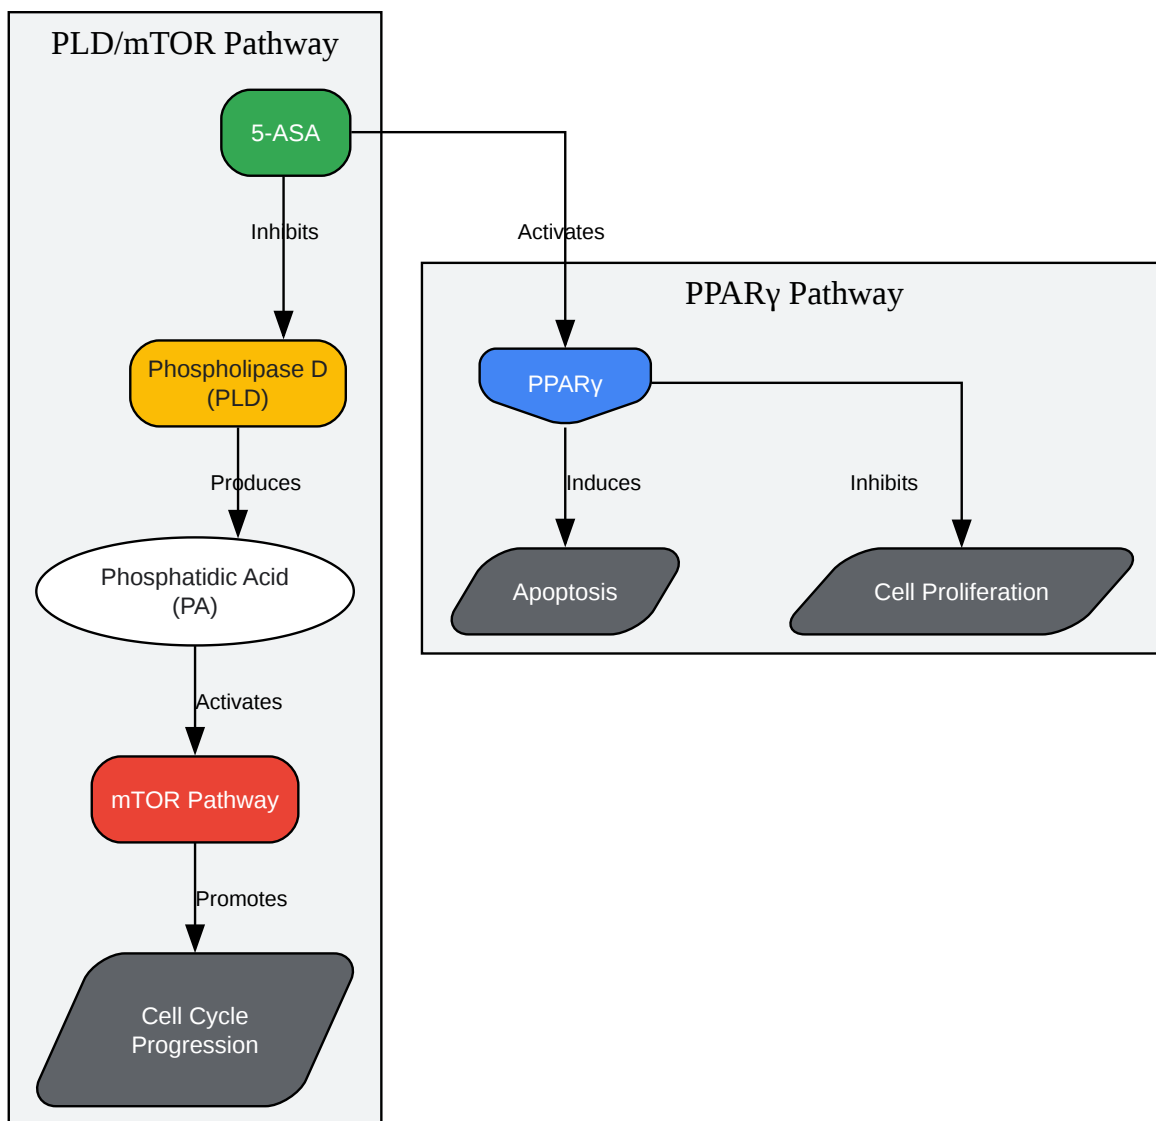 PLD/mTOR Pathway
5-ASA
Inhibits
Activates
PPARγ Pathway
Phospholipase D
(PLD)
PPARγ
Produces
Induces
Inhibits
Phosphatidic Acid
(PA)
Apoptosis
Cell Proliferation
Activates
mTOR Pathway
Promotes
Cell Cycle
Progression